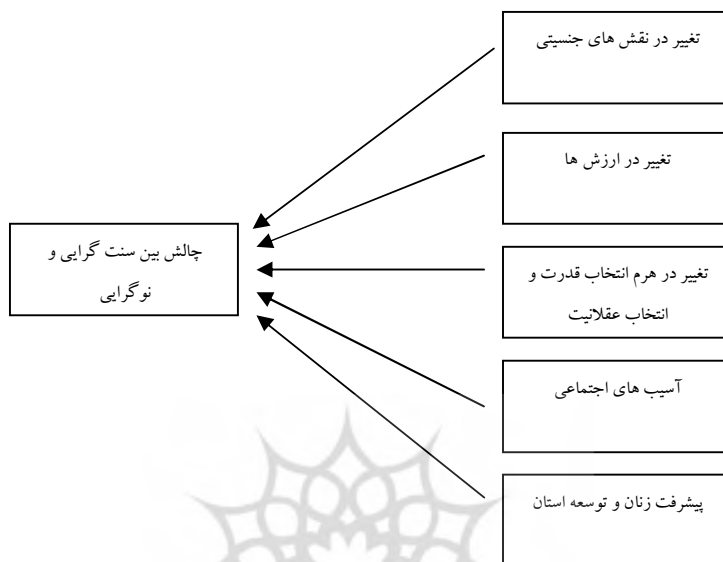 تغییر در نقش های جنسیتی
تغییر در ارزش ها
چالش بین سنت گرایی و
نوگرایی
تغییر در هرم انتخاب قدرت و
انتخاب عقلانیت
آسیب های اجتماعی
پیشرفت زنان و توسعه استان